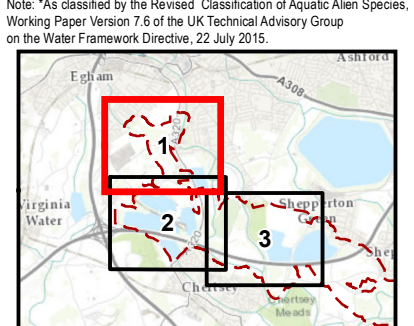 Note: *As classified by the Revised Classification of Aquatic Alien Species,
Working Paper Version 7.6 of the UK Technical Advisory Group
on the Water Framework Directive, 22 July 2015.
Ashford
Egham
A308
A320
1
Virginia
Water
2
Shepperton
Green
3
Chertsey
Meads